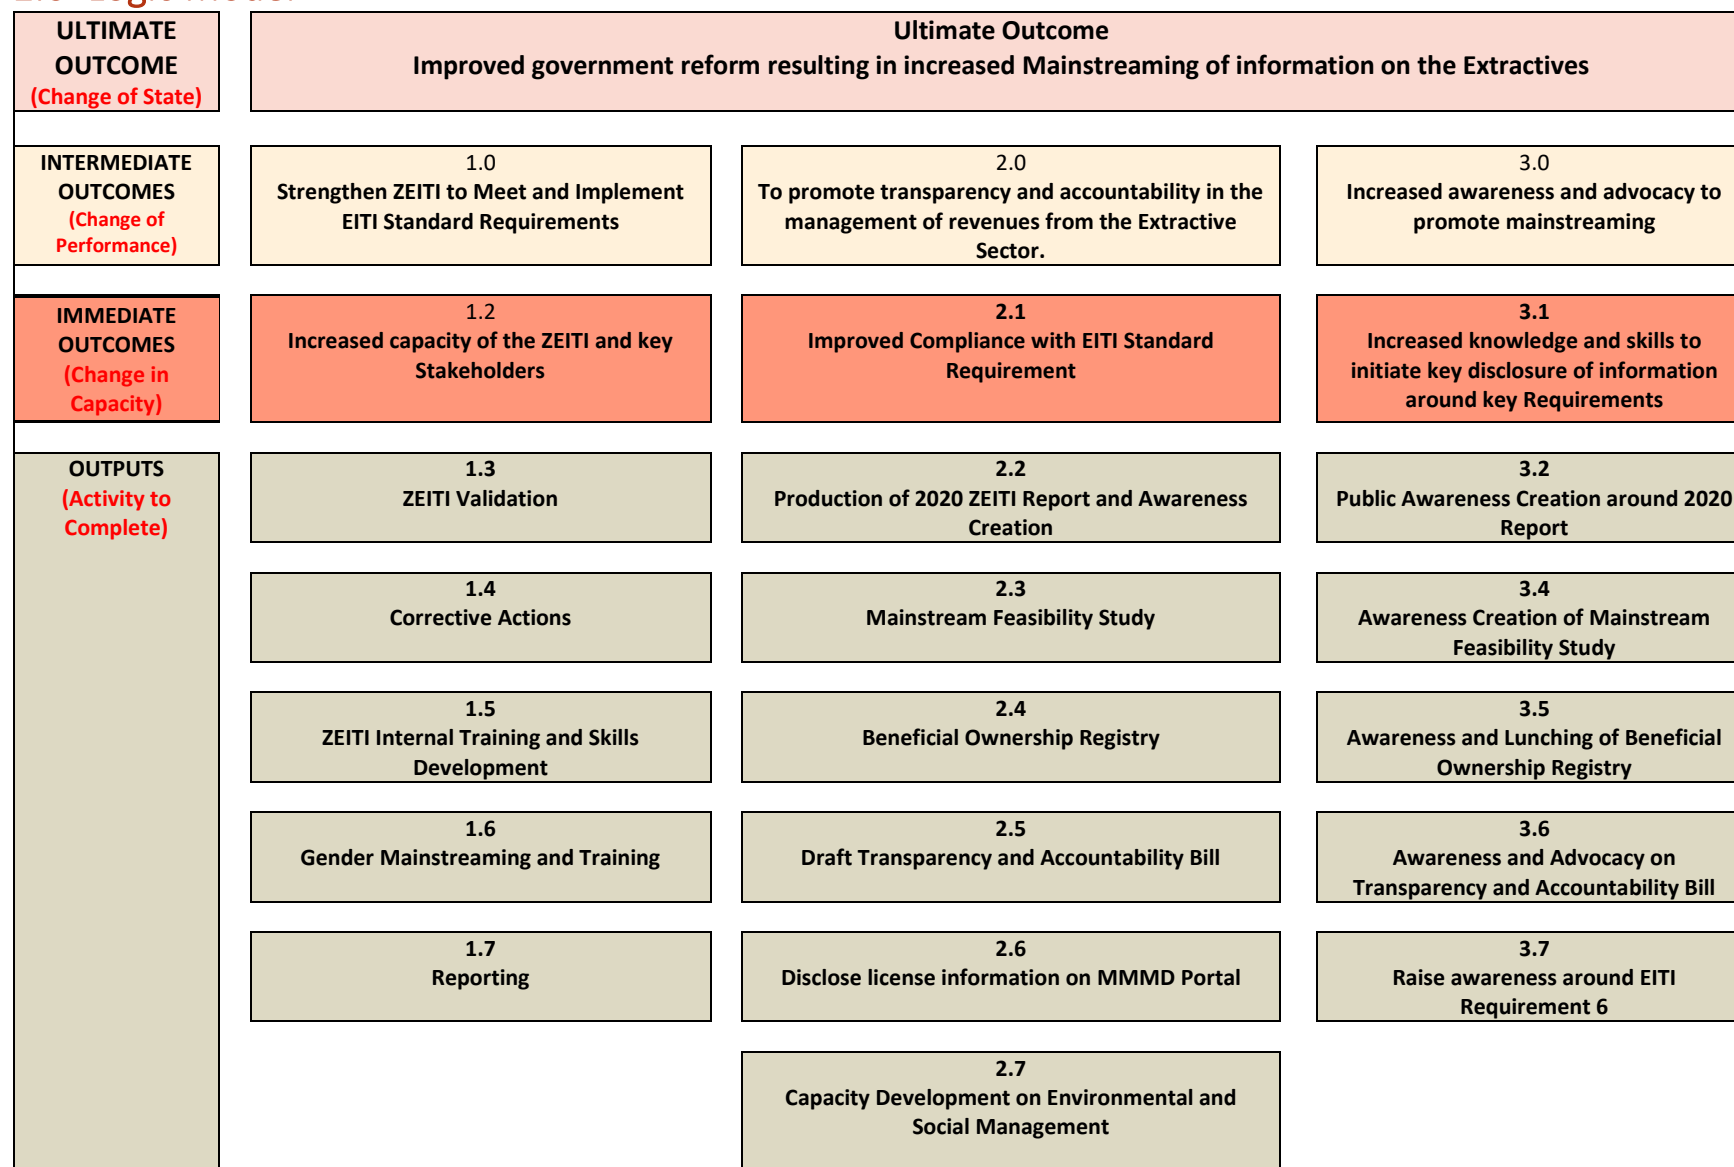 ULTIMATE
OUTCOME
(Change of State)
Ultimate Outcome
Improved government reform resulting in increased Mainstreaming of information on the Extractives
INTERMEDIATE
OUTCOMES
(Change of
Performance)
1.0
Strengthen ZEITI to Meet and Implement
EITI Standard Requirements
2.0
To promote transparency and accountability in the
management of revenues from the Extractive
Sector.
3.0
Increased awareness and advocacy to
promote mainstreaming
IMMEDIATE
OUTCOMES
(Change in
Capacity)
1.2
Increased capacity of the ZEITI and key
Stakeholders
2.1
Improved Compliance with EITI Standard
Requirement
3.1
Increased knowledge and skills to
initiate key disclosure of information
around key Requirements
OUTPUTS
(Activity to
Complete)
1.3
ZEITI Validation
2.2
Production of 2020 ZEITI Report and Awareness
Creation
3.2
Public Awareness Creation around 2020
Report
1.4
Corrective Actions
2.3
Mainstream Feasibility Study
3.4
Awareness Creation of Mainstream
Feasibility Study
1.5
ZEITI Internal Training and Skills
Development
2.4
Beneficial Ownership Registry
3.5
Awareness and Lunching of Beneficial
Ownership Registry
1.6
Gender Mainstreaming and Training
2.5
Draft Transparency and Accountability Bill
3.6
Awareness and Advocacy on
Transparency and Accountability Bill
1.7
Reporting
2.6
Disclose license information on MMMD Portal
3.7
Raise awareness around EITI
Requirement 6
2.7
Capacity Development on Environmental and
Social Management